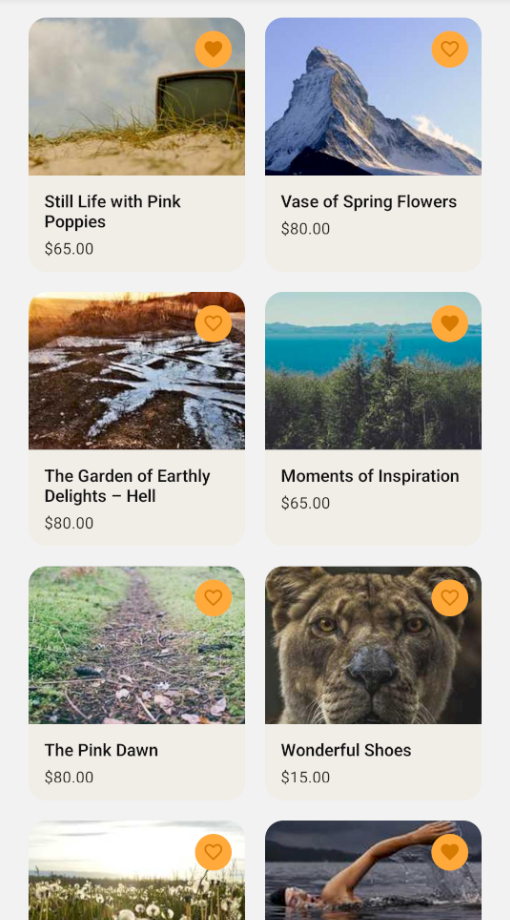 Still Life with Pink
Poppies
$65.00
Vase of Spring Flowers
$80.00
The Garden of Earthly
Delights – Hell
$80.00
Moments of Inspiration
$65.00
The Pink Dawn
$80.00
Wonderful Shoes
$15.00